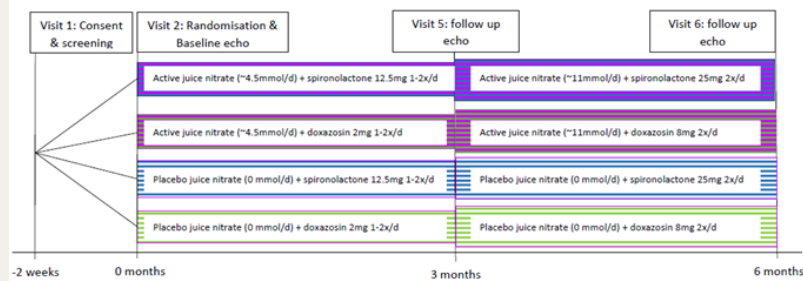 Visit 1: Consent
& screening
Visit 2: Randomisation &
Baseline echo
Visit 5: follow up
echo
Visit 6: follow up
echo
Active juice nitrate (~4.5mmol/d) + spironolactone 12.5mg 1-2x/d
Active juice nitrate (~11mmol/d) + spironolactone 25mg 2x/d
Active juice nitrate (~4.5mmol/d) + doxazosin 2mg 1-2x/d
Active juice nitrate (~11mmol/d) + doxazosin 8mg 2x/d
Placebo juice nitrate (0 mmol/d) + spironolactone 12.5mg 1-2x/d
Placebo juice nitrate (0 mmol/d) + spironolactone 25mg 2x/d
Placebo juice nitrate (0 mmol/d) + doxazosin 2mg 1-2x/d
Placebo juice nitrate (0 mmol/d) + doxazosin 8mg 2x/d
-2 weeks
0 months
3 months
6 months